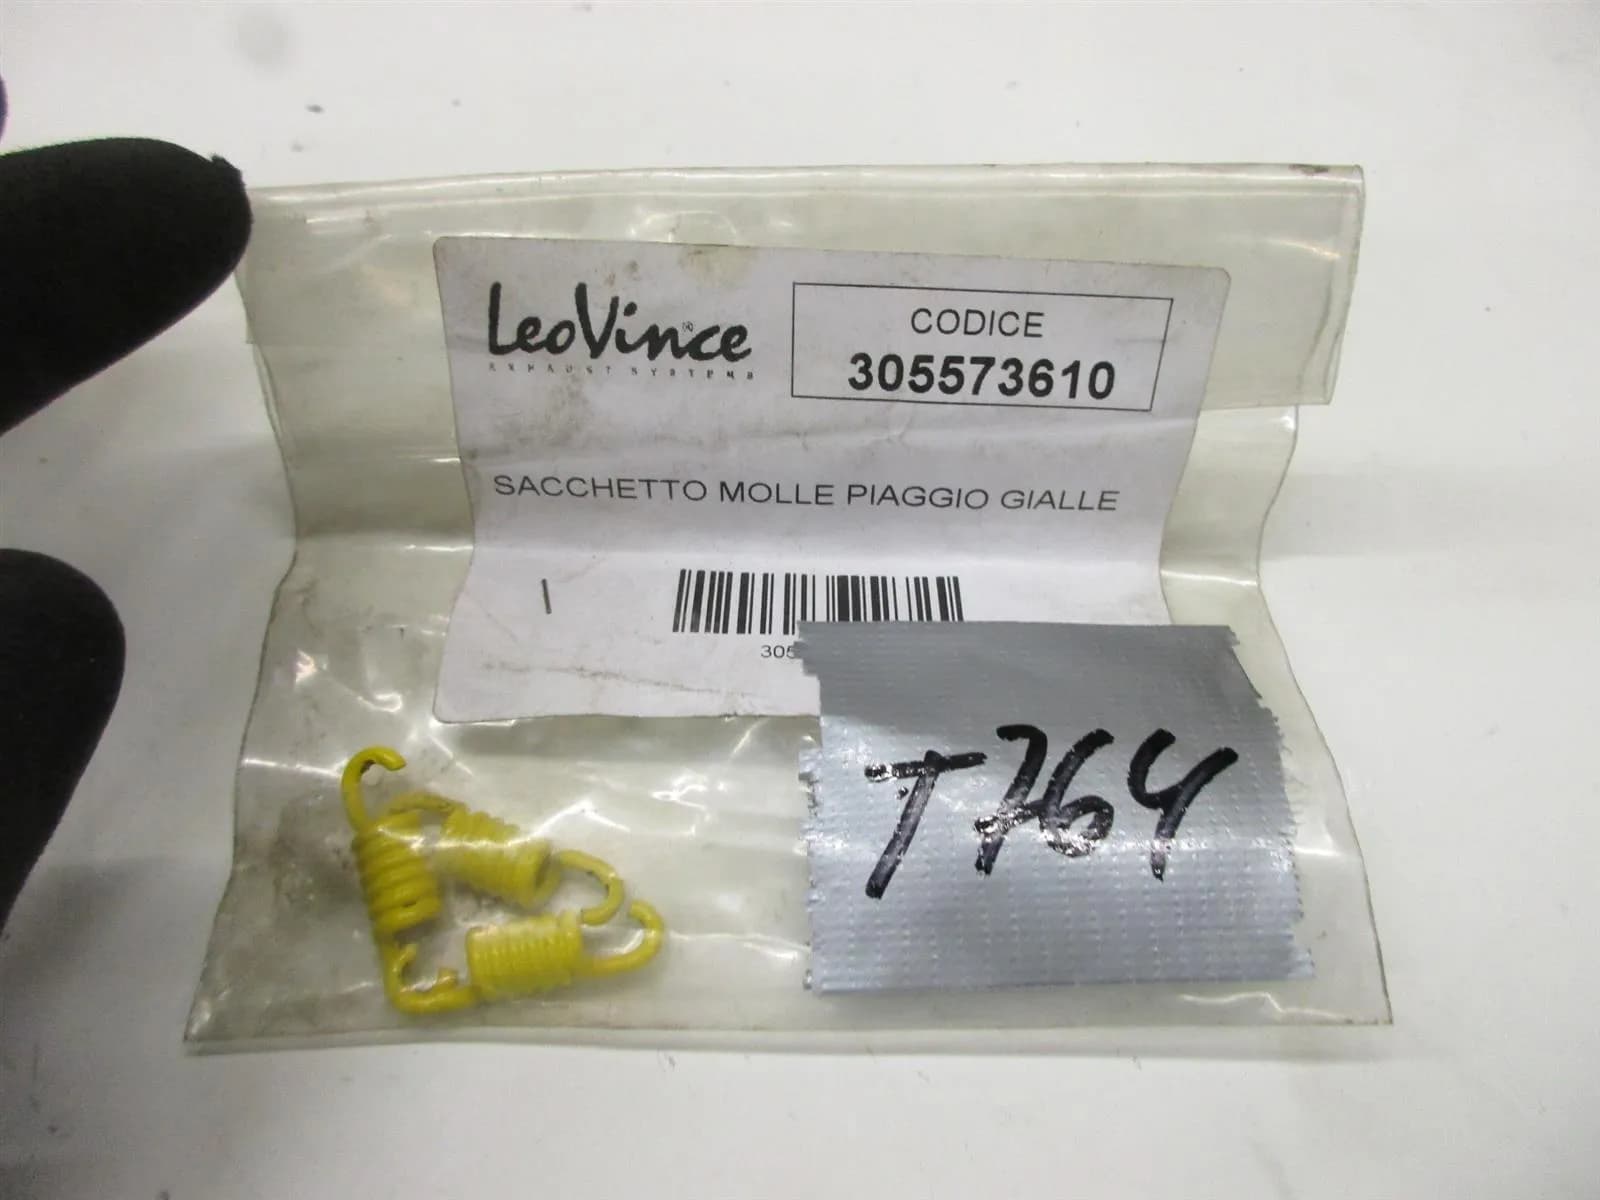 LeoVince
EXHAUST SYSTEMS
CODICE
305573610
SACCHETTO MOLLE PIAGGIO GIALLE
305
T764